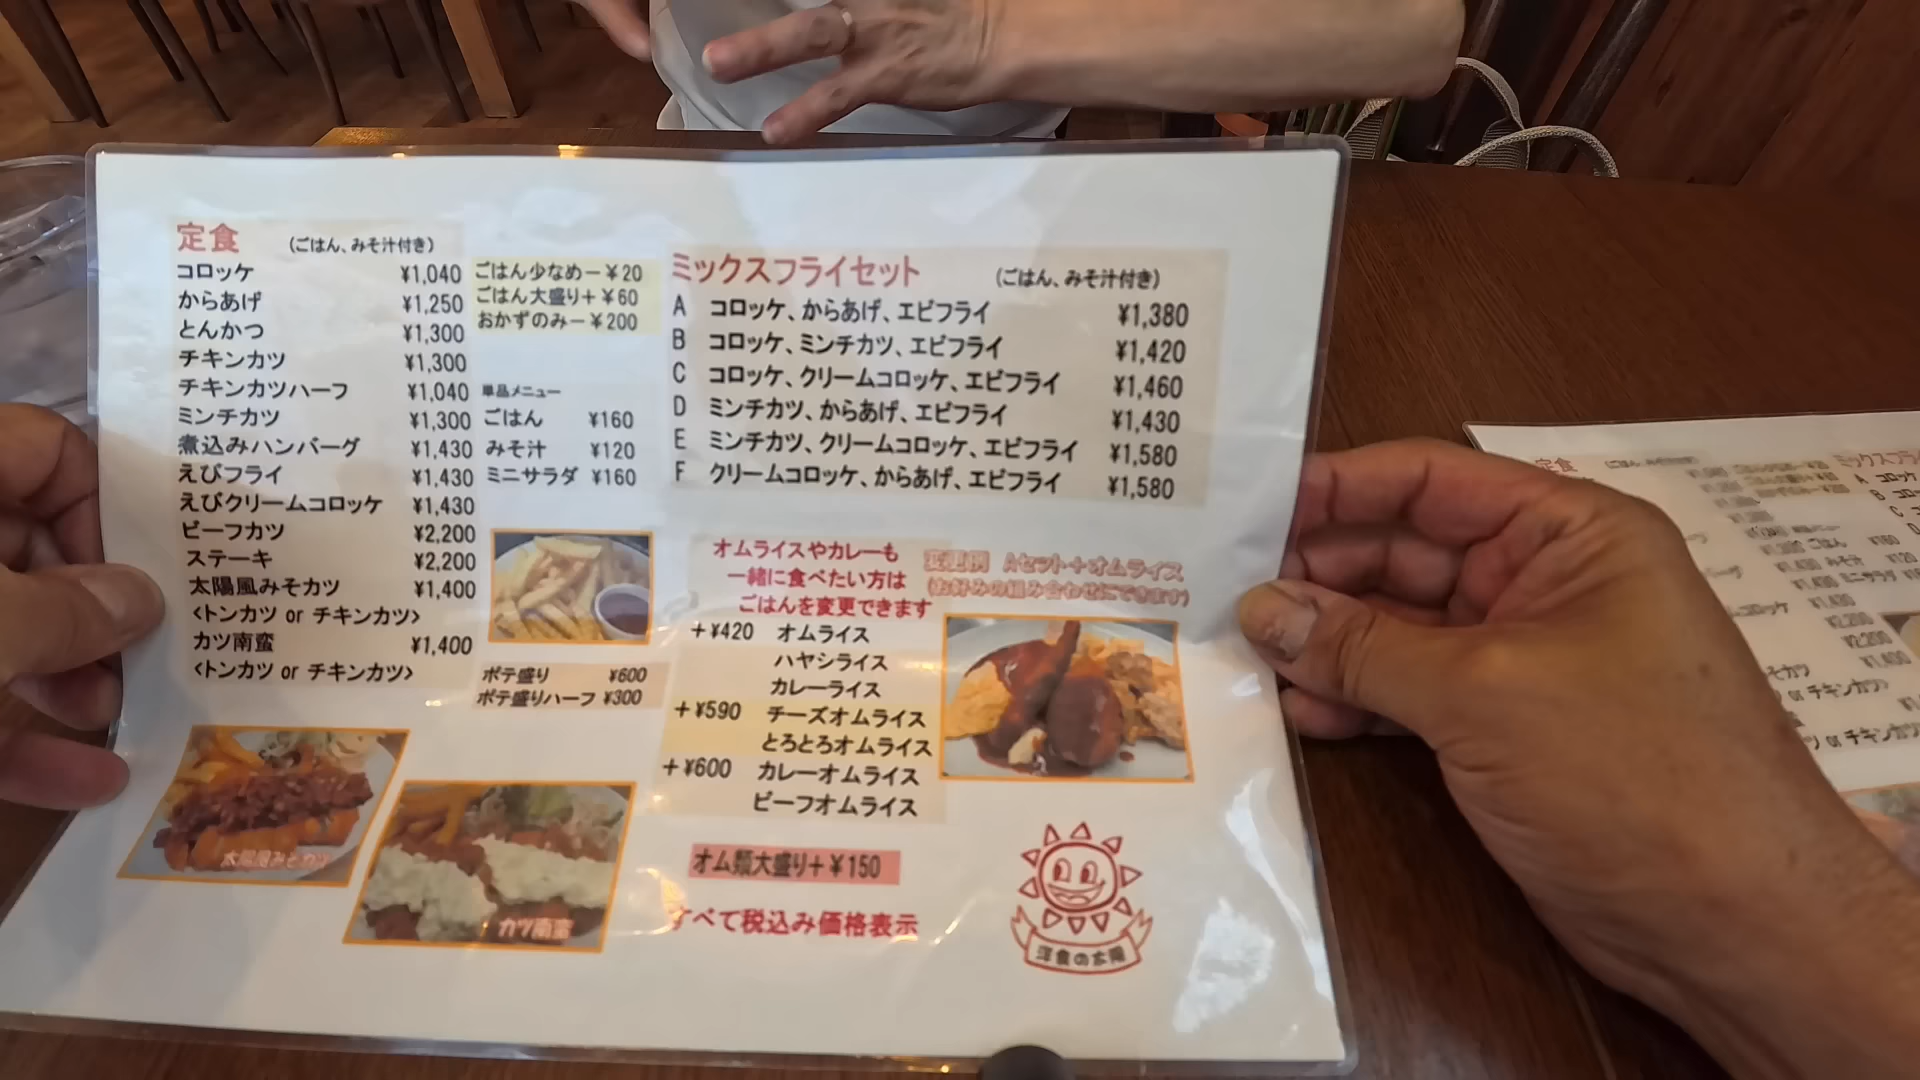 定食 (ごはん、みそ汁付き)
コロッケ ¥1,040
からあげ ¥1,250
とんかつ ¥1,300
チキンカツ ¥1,300
チキンカツハーフ ¥1,040
ミンチカツ ¥1,300
煮込みハンバーグ ¥1,430
えびフライ ¥1,430
えびクリームコロッケ ¥1,430
ビーフカツ ¥2,200
ステーキ ¥2,200
太陽風みそカツ ¥1,400
<トンカツ or チキンカツ>
カツ南蛮 ¥1,400
<トンカツ or チキンカツ>
太陽風みそカツ
カツ南蛮
ごはん少なめー¥20
ごはん大盛り+¥60
おかずのみー¥200
単品メニュー
ごはん ¥160
みそ汁 ¥120
ミニサラダ ¥160
ポテ盛り ¥600
ポテ盛りハーフ ¥300
ミックスフライセット (ごはん、みそ汁付き)
A コロッケ、からあげ、エビフライ ¥1,380
B コロッケ、ミンチカツ、エビフライ ¥1,420
C コロッケ、クリームコロッケ、エビフライ ¥1,460
D ミンチカツ、からあげ、エビフライ ¥1,430
E ミンチカツ、クリームコロッケ、エビフライ ¥1,580
F クリームコロッケ、からあげ、エビフライ ¥1,580
オムライスやカレーも
一緒に食べたい方は
ごはんを変更できます
+¥420 オムライス
ハヤシライス
カレーライス
+¥590 チーズオムライス
とろとろオムライス
+¥600 カレーオムライス
ビーフオムライス
変更例 Aセット+オムライス
(お好みの組み合わせにできます)
オム類大盛り+¥150
すべて税込み価格表示
洋食の太陽